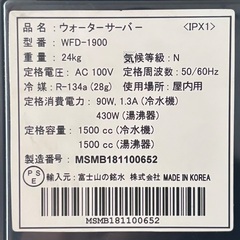 品名：ウォーターサーバー <IPX1>
型番：WFD-1900
重量：24kg 気候等級：N
定格電圧：AC 100V 定格周波数：50/60Hz
冷媒：R-134a (28g) 使用場所：屋内用
定格消費電力：90W, 1.3A (冷水機)
430W (湯沸器)
定格容量：1500 cc (冷水機)
1500 cc (湯沸器)
製造番号：MSMB181100652
PSE 輸入元：富士山の銘水 株式会社 MADE IN KOREA
MSMB181100652